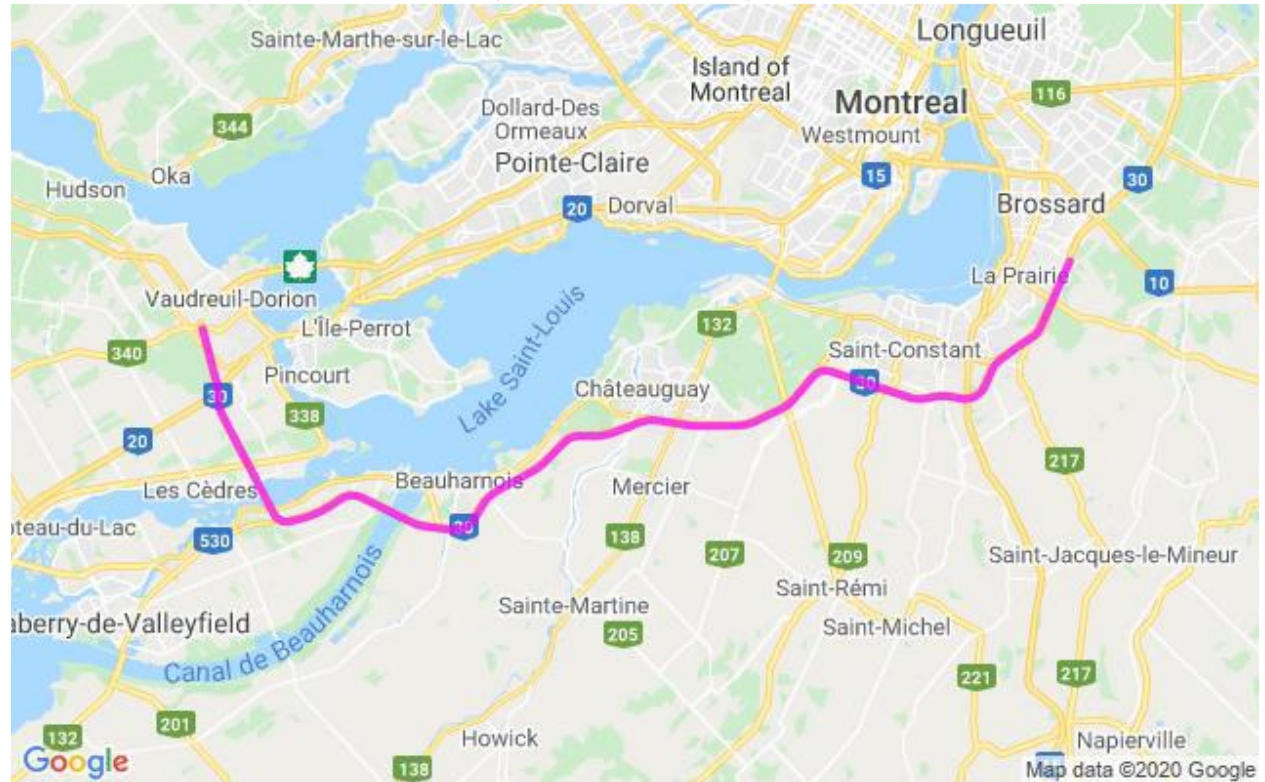 Sainte-Marthe-sur-le-Lac
Longueuil
Island of
Montreal
Montreal
116
344
Dollard-Des
Ormeaux
Westmount
Pointe-Claire
15
30
Hudson
Oka
20
Dorval
Brossard
La Prairie
10
Vaudreuil-Dorion
L'Île-Perrot
132
340
Saint-Constant
Pincourt
Lake Saint-Louis
Châteauguay
30
30
338
20
217
Les Cèdres
Beauharnois
Mercier
oteau-du-Lac
530
30
138
207
209
Saint-Jacques-le-Mineur
Canal de Beauharnois
Saint-Rémi
aberry-de-Valleyfield
Sainte-Martine
205
Saint-Michel
221
217
201
132
Howick
Napierville
Google
138
Map data ©2020 Google